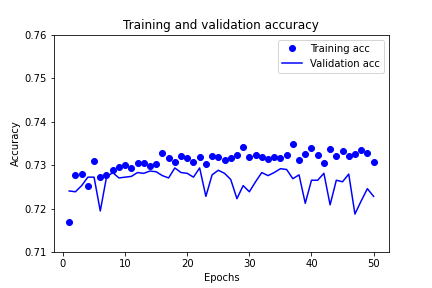 Training and validation accuracy
0.76
0.75
0.74
0.73
0.72
0.71
Accuracy
Training acc
Validation acc
0
10
20
30
40
50
Epochs